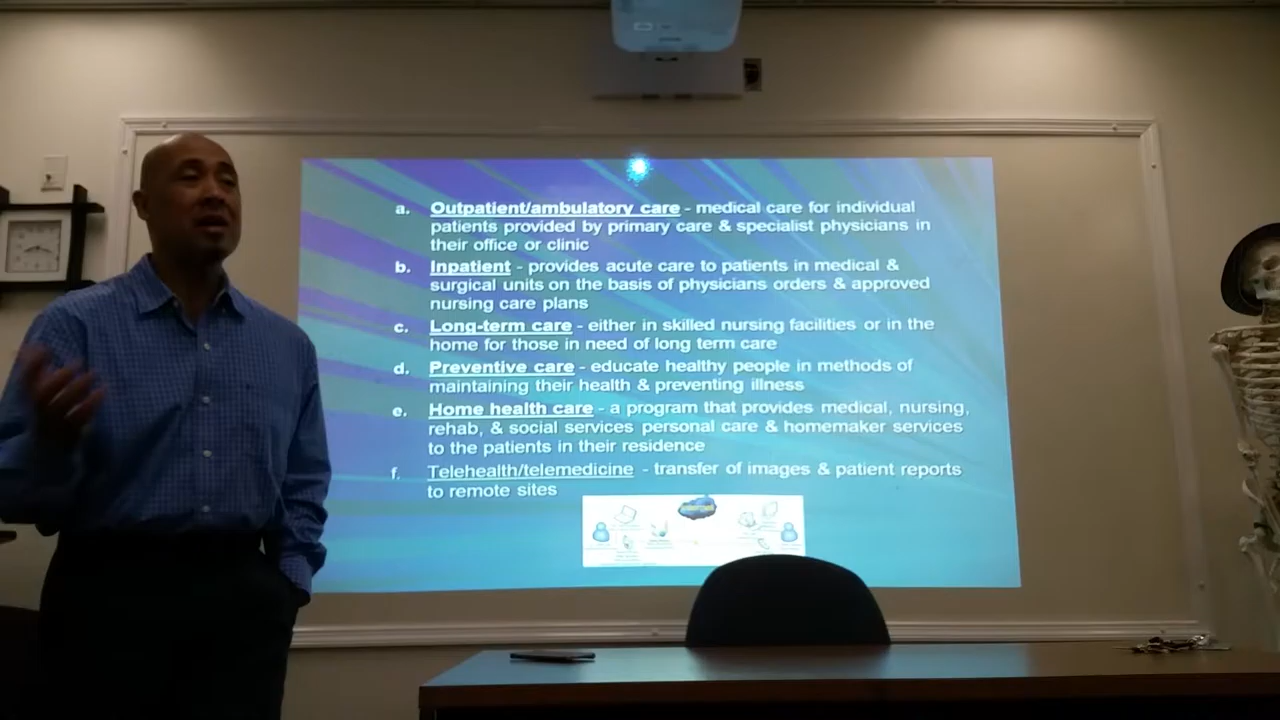 a. Outpatient/ambulatory care - medical care for individual
patients provided by primary care & specialist physicians in
their office or clinic
b. Inpatient - provides acute care to patients in medical &
surgical units on the basis of physicians orders & approved
nursing care plans
c. Long-term care - either in skilled nursing facilities or in the
home for those in need of long term care
d. Preventive care - educate healthy people in methods of
maintaining their health & preventing illness
e. Home health care - a program that provides medical, nursing,
rehab, & social services personal care & homemaker services
to the patients in their residence
f. Telehealth/telemedicine - transfer of images & patient reports
to remote sites